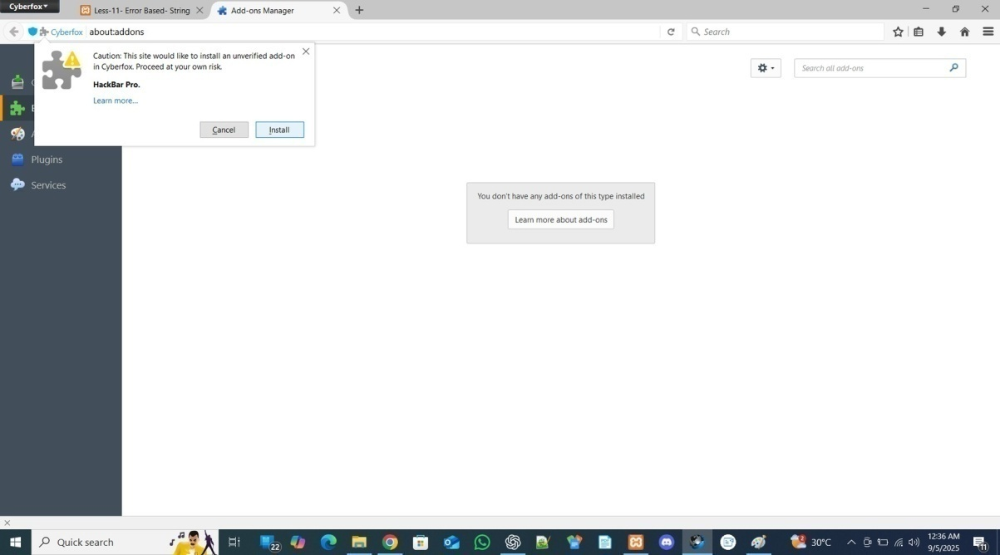 Cyberfox
Less-11- Error Based- String
Add-ons Manager
Cyberfox
about:addons
Search
Caution: This site would like to install an unverified add-on
in Cyberfox. Proceed at your own risk.
HackBar Pro.
Learn more...
Cancel
Install
Search all add-ons
Plugins
Services
You don't have any add-ons of this type installed
Learn more about add-ons
Quick search
22
30°C
12:36 AM
9/5/2025
11